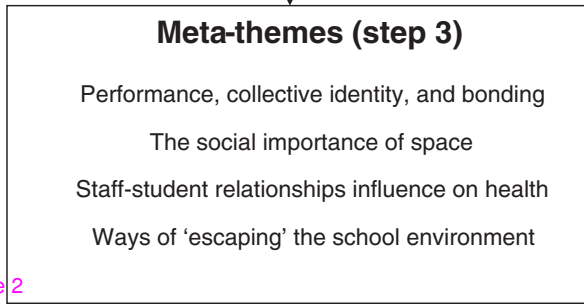 Meta-themes (step 3)
Performance, collective identity, and bonding
The social importance of space
Staff-student relationships influence on health
Ways of ‘escaping’ the school environment
2